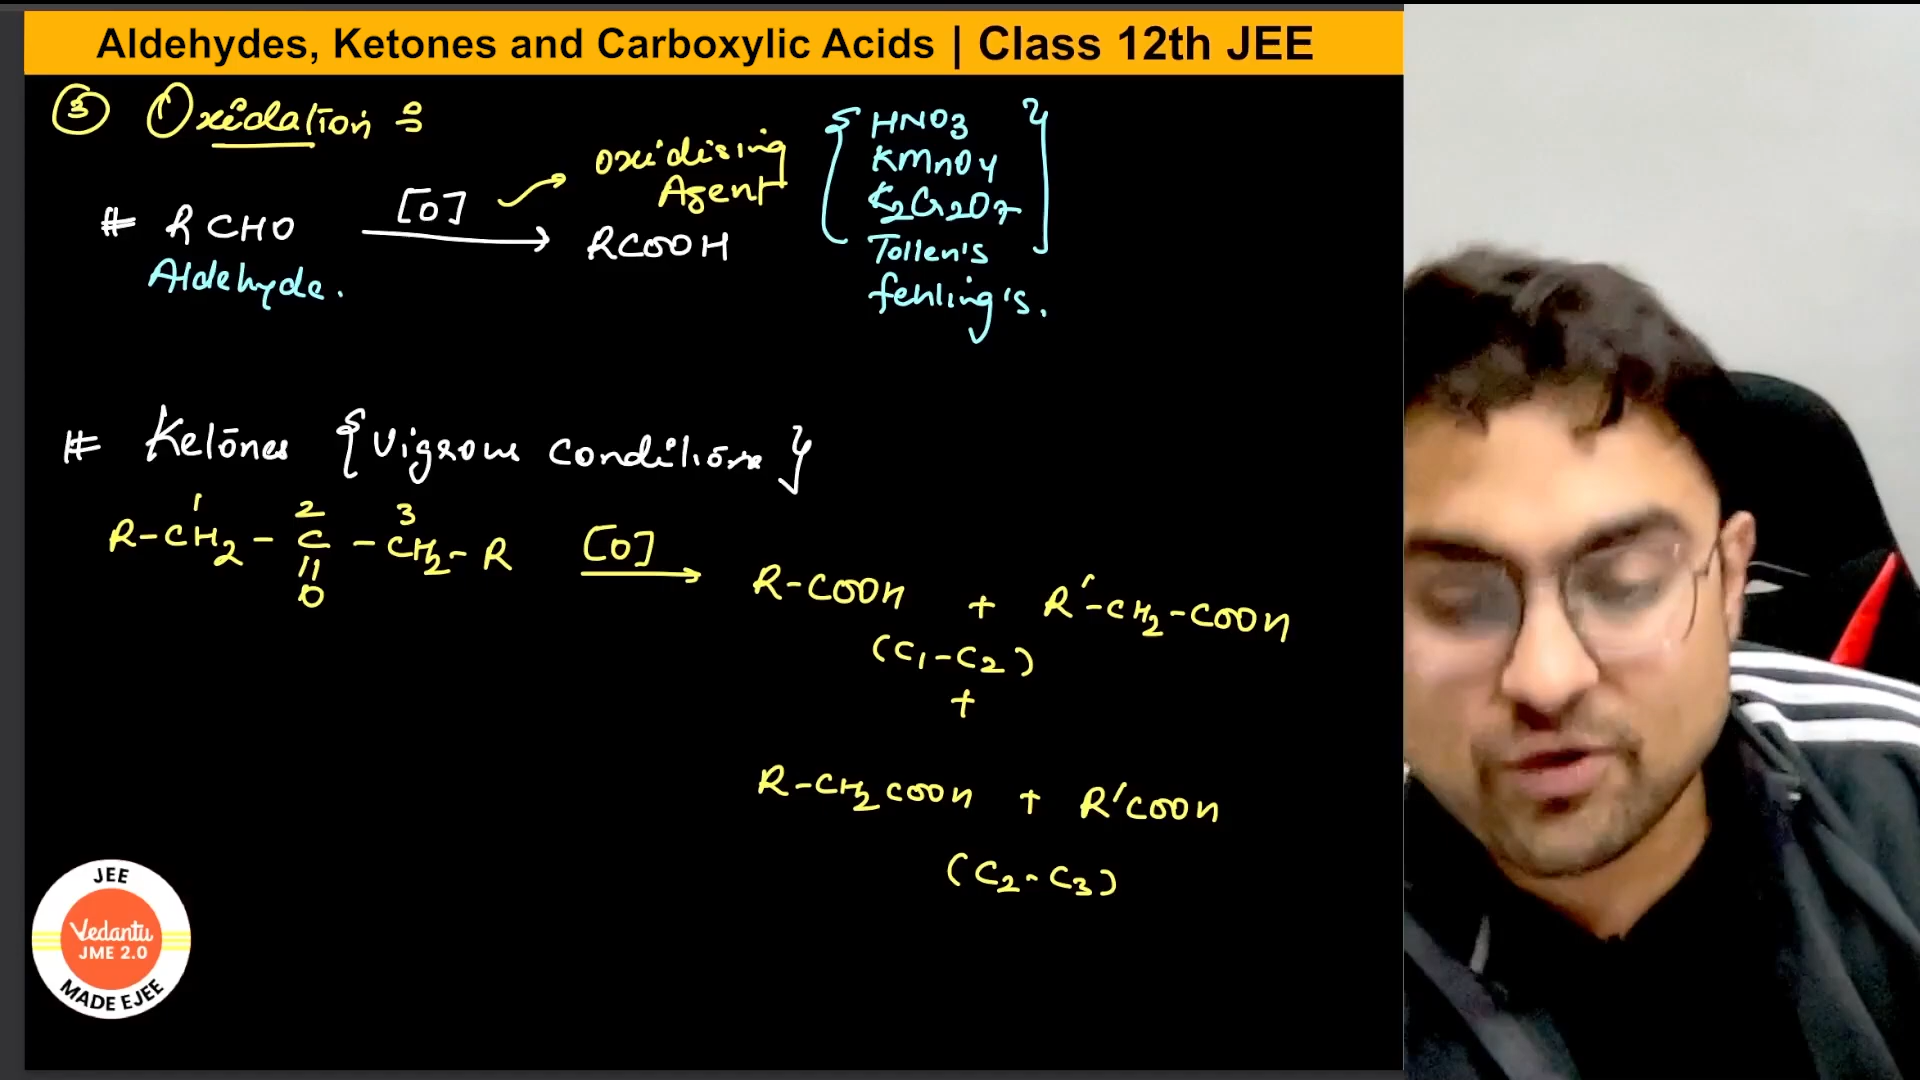 Aldehydes, Ketones and Carboxylic Acids | Class 12th JEE
③ Oxidation :
# RCHO [O] → RCOOH
Aldehyde.
oxidising
Agent
{ HNO3 }
KMnO4
K2Cr2O7
Tollen's
fehling's.
# Ketones {Vigrous conditions}
R-CH2 - C - CH2 - R [O] → R-COOH + R'-CH2-COOH
1 2 3
||
O
(C1-C2)
+
R-CH2COOH + R'COOH
(C2-C3)
JEE
Vedantu
JME 2.0
MADE EJEE